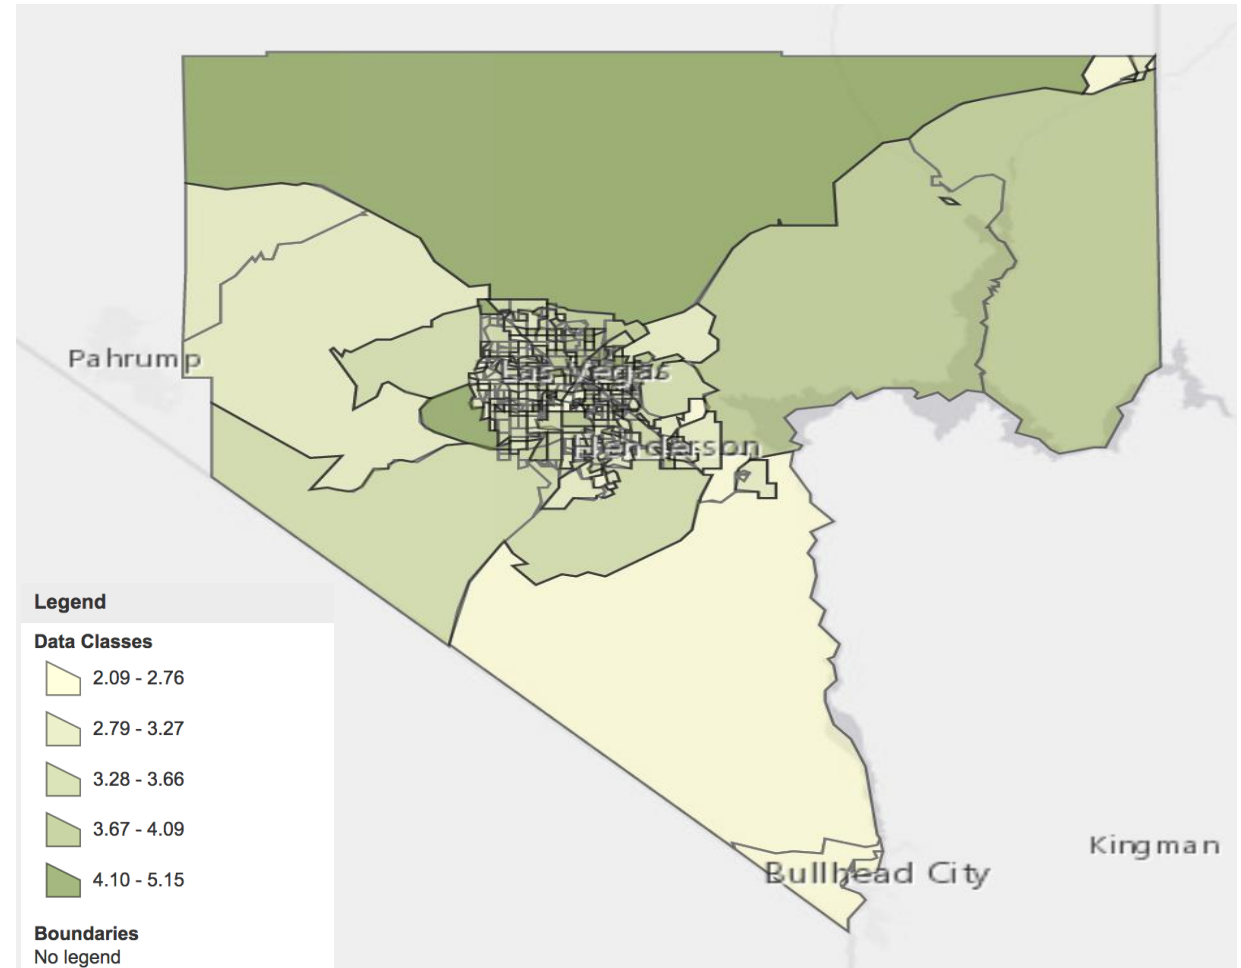 Pahrump
Las Vegas
Henderson
Legend
Data Classes
2.09 - 2.76
2.79 - 3.27
3.28 - 3.66
3.67 - 4.09
4.10 - 5.15
Kingman
Bullhead City
Boundaries
No legend